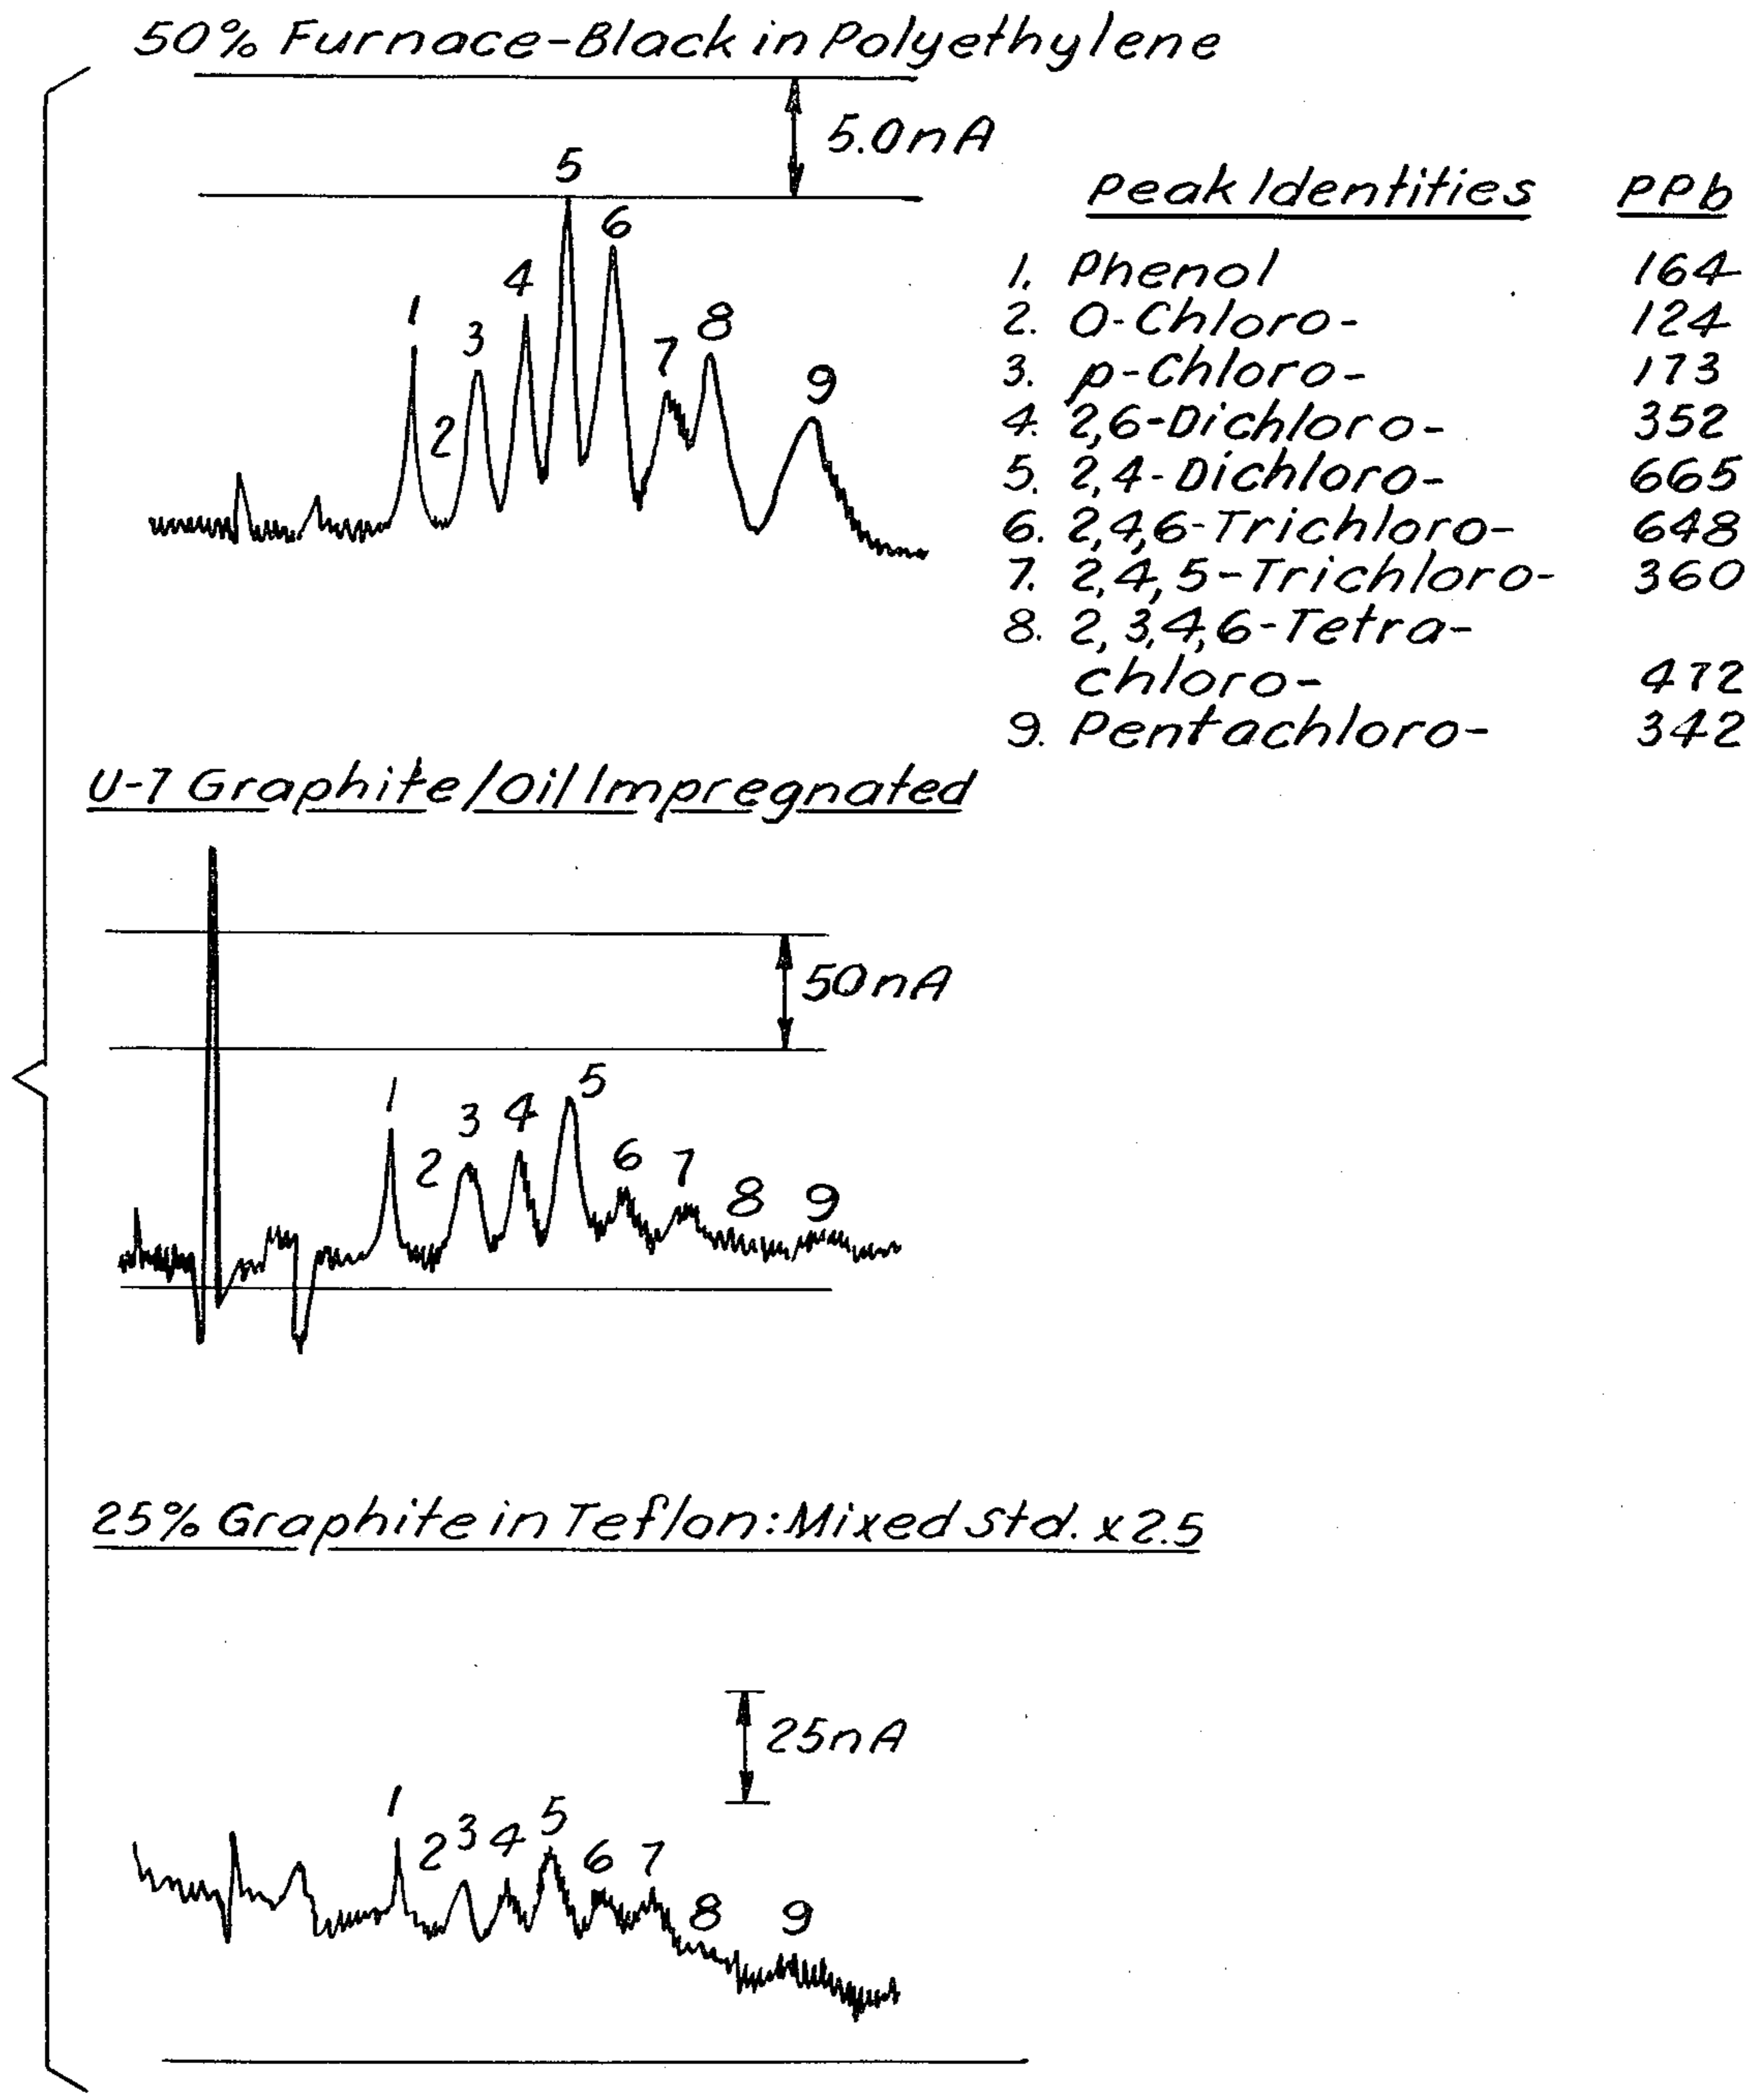 50% Furnace-Black in Polyethylene
5.0nA
Peak Identities PPb
1. Phenol 164
2. O-Chloro- 124
3. p-Chloro- 173
4. 2,6-Dichloro- 352
5. 2,4-Dichloro- 665
6. 2,4,6-Trichloro- 648
7. 2,4,5-Trichloro- 360
8. 2,3,4,6-Tetra-
chloro- 472
9. Pentachloro- 342
1 2 3 4 5 6 7 8 9
U-7 Graphite/Oil Impregnated
50nA
1 2 3 4 5 6 7 8 9
25% Graphite in Teflon: Mixed Std. x2.5
25nA
1 2 3 4 5 6 7 8 9